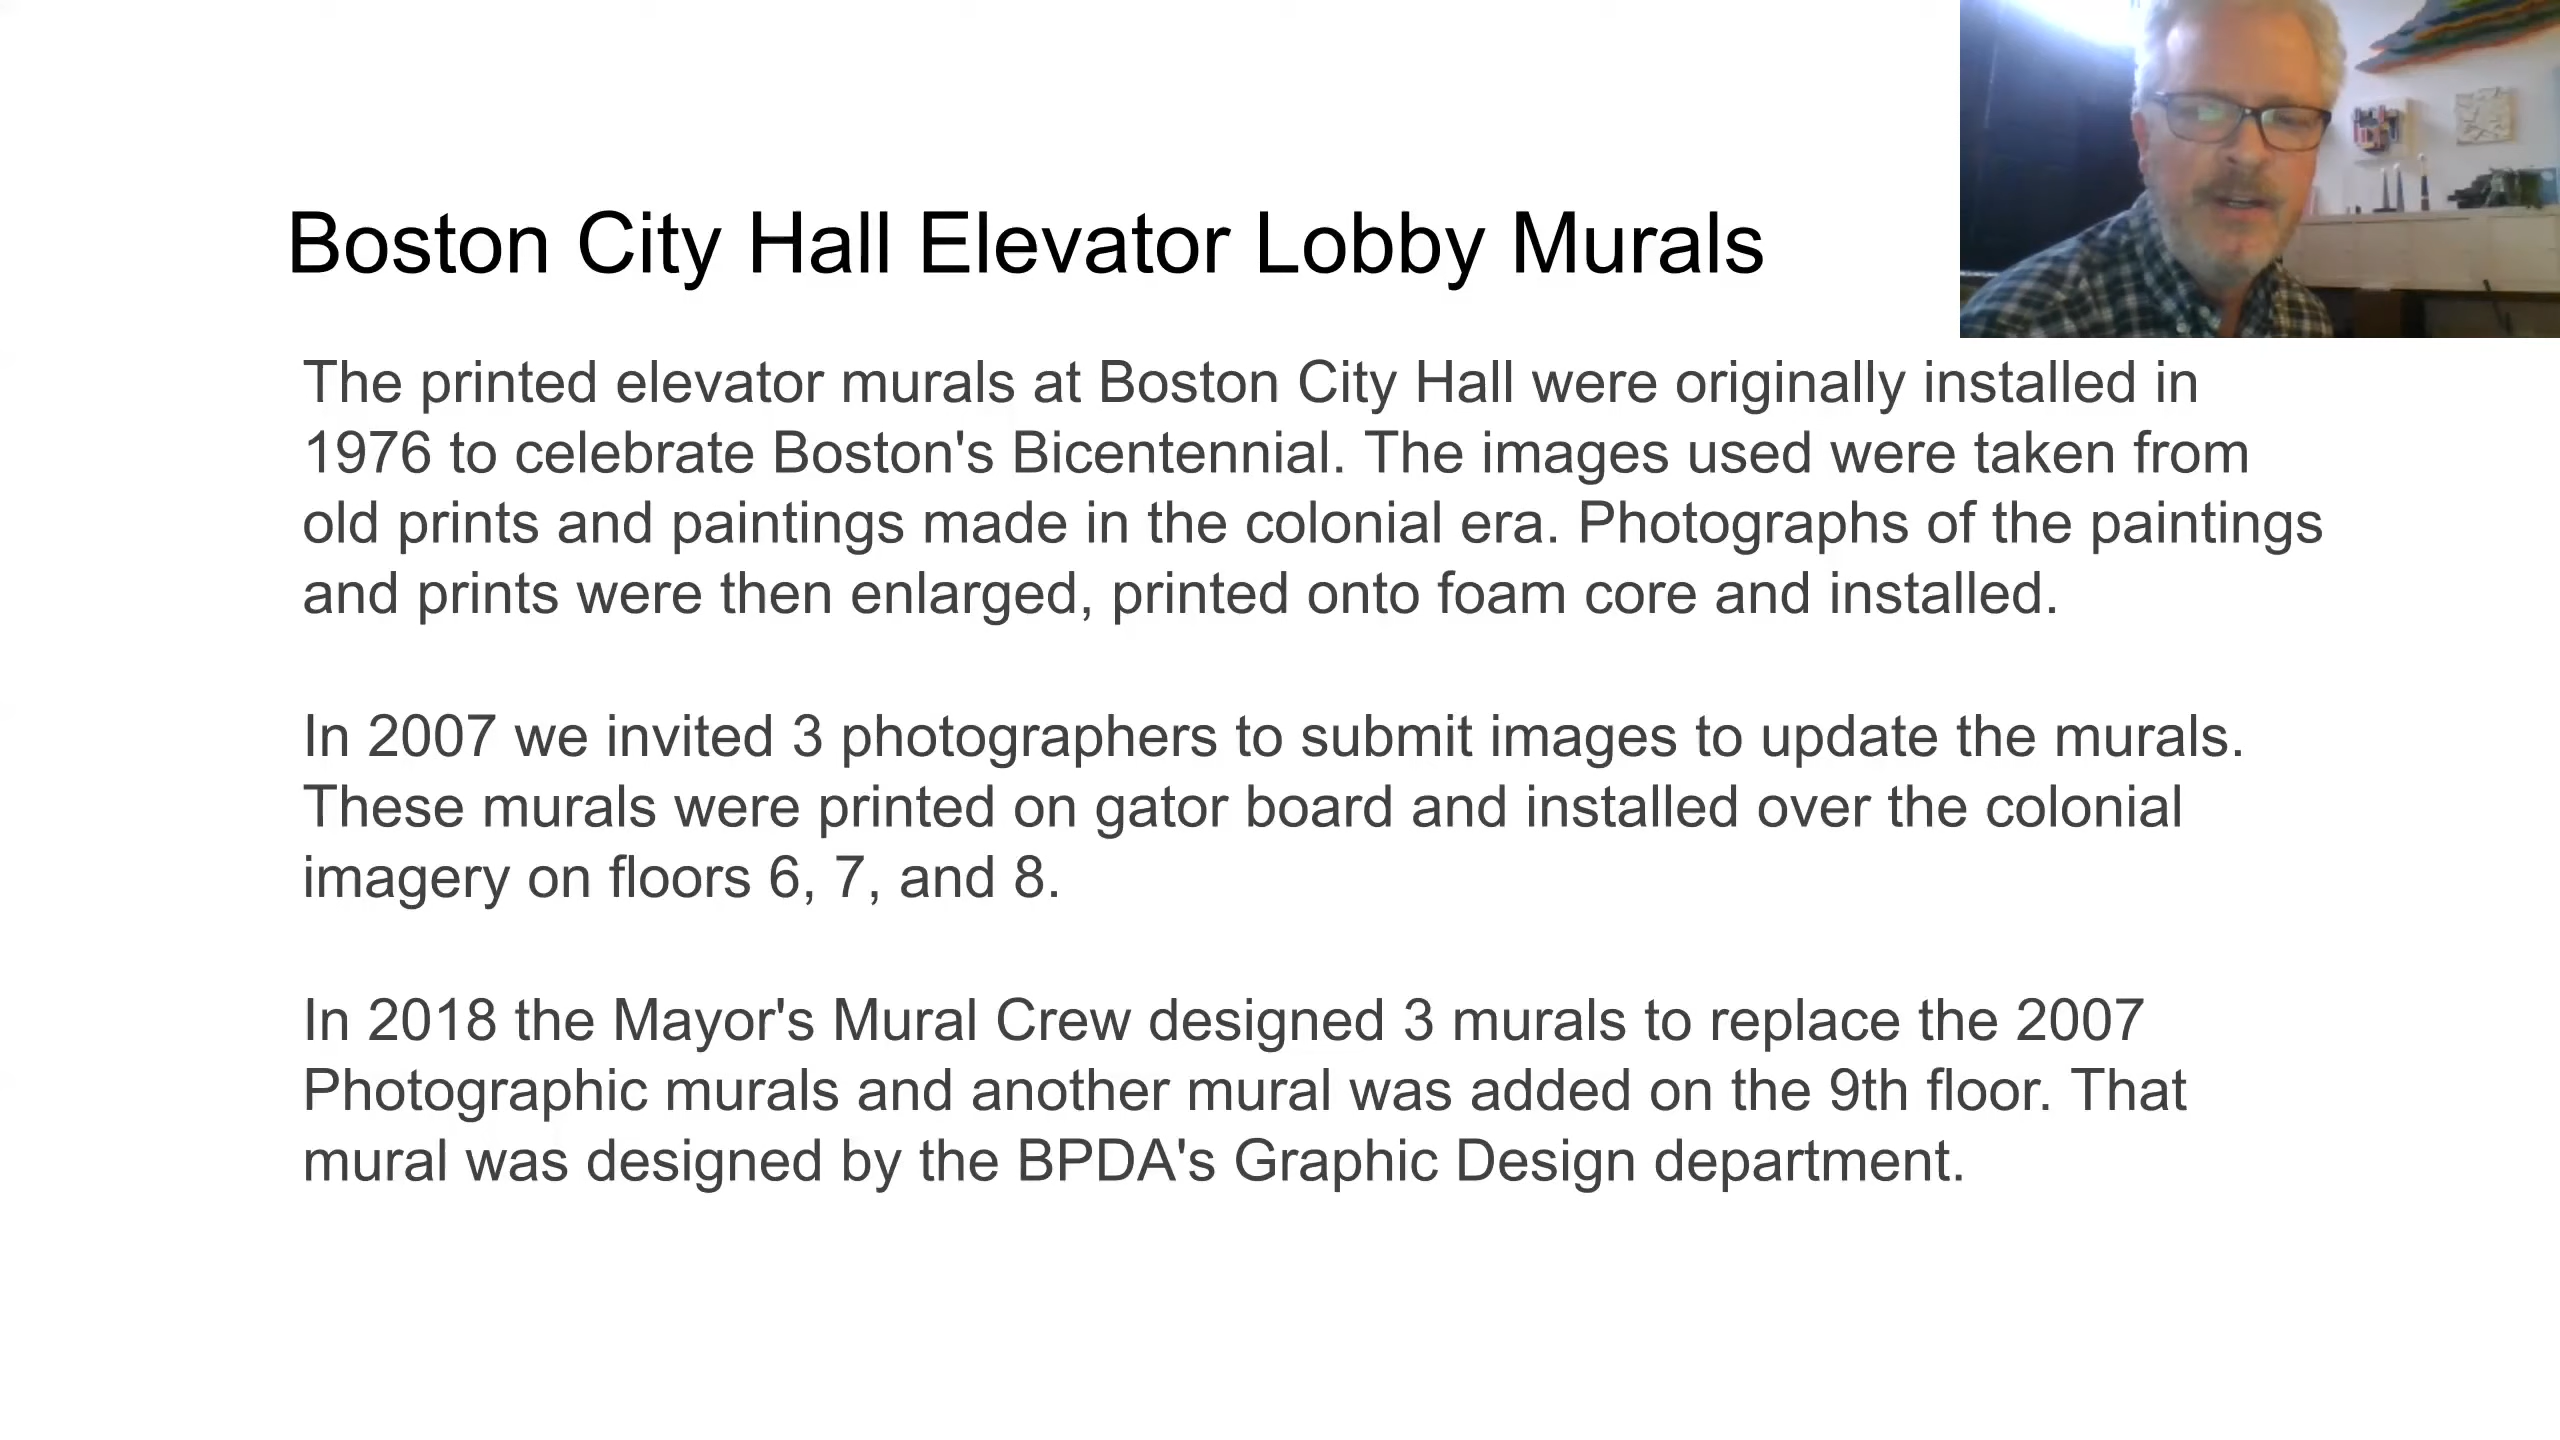 Boston City Hall Elevator Lobby Murals
The printed elevator murals at Boston City Hall were originally installed in
1976 to celebrate Boston's Bicentennial. The images used were taken from
old prints and paintings made in the colonial era. Photographs of the paintings
and prints were then enlarged, printed onto foam core and installed.
In 2007 we invited 3 photographers to submit images to update the murals.
These murals were printed on gator board and installed over the colonial
imagery on floors 6, 7, and 8.
In 2018 the Mayor's Mural Crew designed 3 murals to replace the 2007
Photographic murals and another mural was added on the 9th floor. That
mural was designed by the BPDA's Graphic Design department.